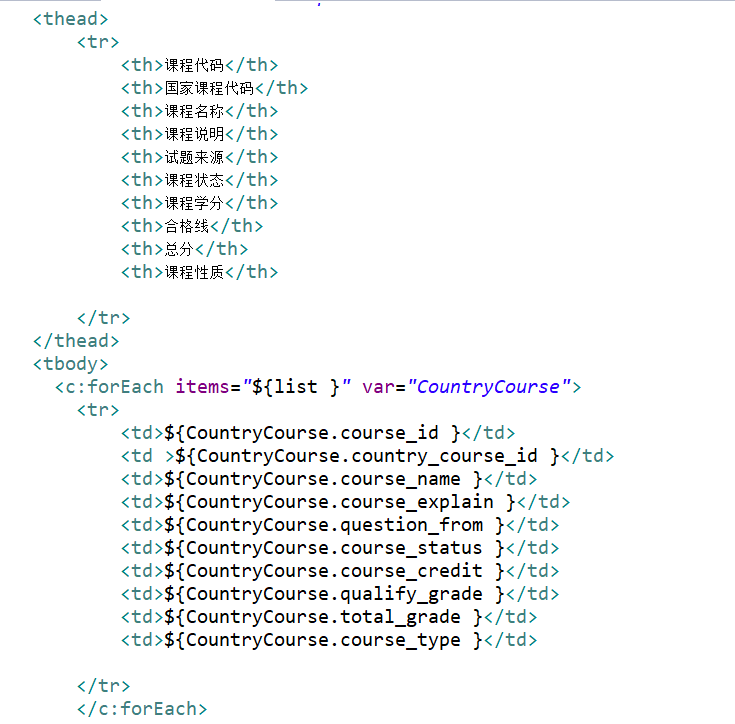 <thead>
<tr>
<th>课程代码</th>
<th>国家课程代码</th>
<th>课程名称</th>
<th>课程说明</th>
<th>试题来源</th>
<th>课程状态</th>
<th>课程学分</th>
<th>合格线</th>
<th>总分</th>
<th>课程性质</th>
</tr>
</thead>
<tbody>
<c:forEach items="${list }" var="CountryCourse">
<tr>
<td>${CountryCourse.course_id }</td>
<td >${CountryCourse.country_course_id }</td>
<td>${CountryCourse.course_name }</td>
<td>${CountryCourse.course_explain }</td>
<td>${CountryCourse.question_from }</td>
<td>${CountryCourse.course_status }</td>
<td>${CountryCourse.course_credit }</td>
<td>${CountryCourse.qualify_grade }</td>
<td>${CountryCourse.total_grade }</td>
<td>${CountryCourse.course_type }</td>
</tr>
</c:forEach>